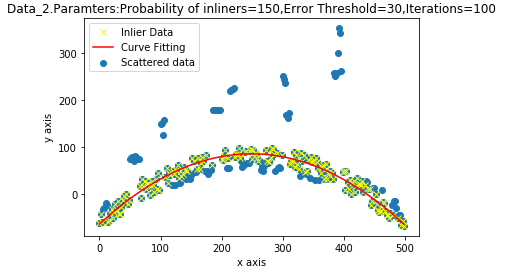 Data_2.Paramters:Probability of inliners=150,Error Threshold=30,Iterations=100
Inlier Data
Curve Fitting
Scattered data
y axis
300
200
100
0
0 100 200 300 400 500
x axis